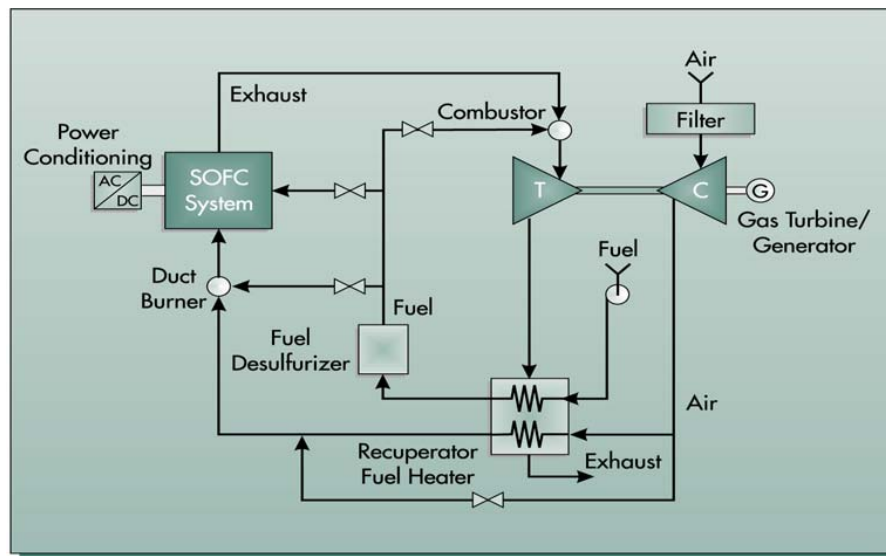 Air
Exhaust
Combustor
Filter
Power
Conditioning
AC
DC
SOFC
System
T
C
G
Gas Turbine/
Generator
Fuel
Duct
Burner
Fuel
Fuel
Desulfurizer
Air
Recuperator
Fuel Heater
Exhaust